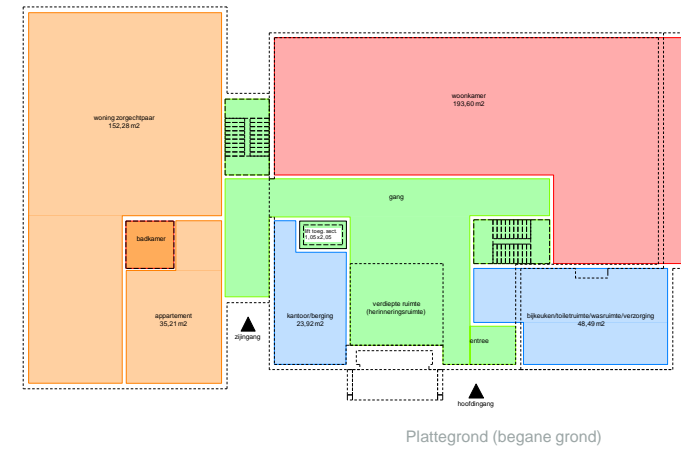 woonkamer
193,60 m2
woning zorgechtpaar
152,28 m2
gang
lift toeg. sect.
1,05 x 2,05
badkamer
verdiepte ruimte
(herinneringsruimte)
appartement
35,21 m2
kantoor/berging
23,92 m2
bijkeuken/toiletruimte/wasruimte/verzorging
48,49 m2
zijingang
entree
hoofdingang
Plattegrond (begane grond)